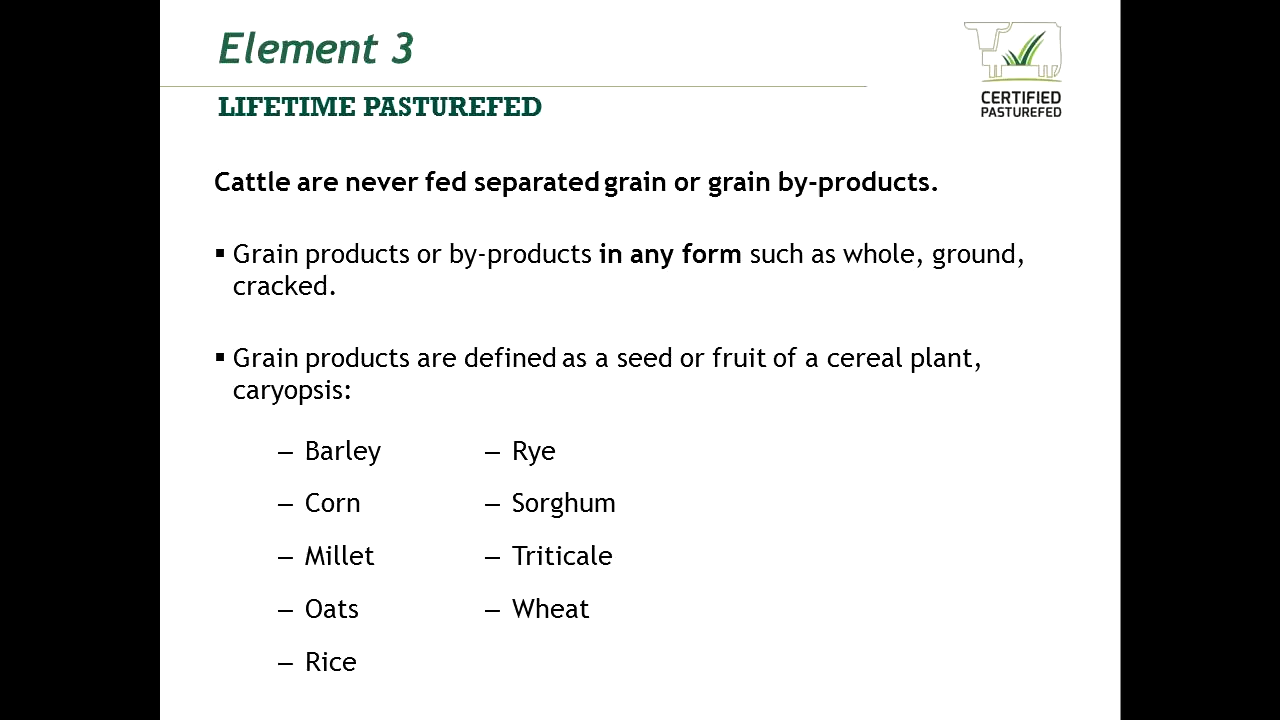 Element 3
CERTIFIED
PASTUREFED
LIFETIME PASTUREFED
Cattle are never fed separated grain or grain by-products.
▪ Grain products or by-products in any form such as whole, ground,
cracked.
▪ Grain products are defined as a seed or fruit of a cereal plant,
caryopsis:
– Barley
– Corn
– Millet
– Oats
– Rice
– Rye
– Sorghum
– Triticale
– Wheat